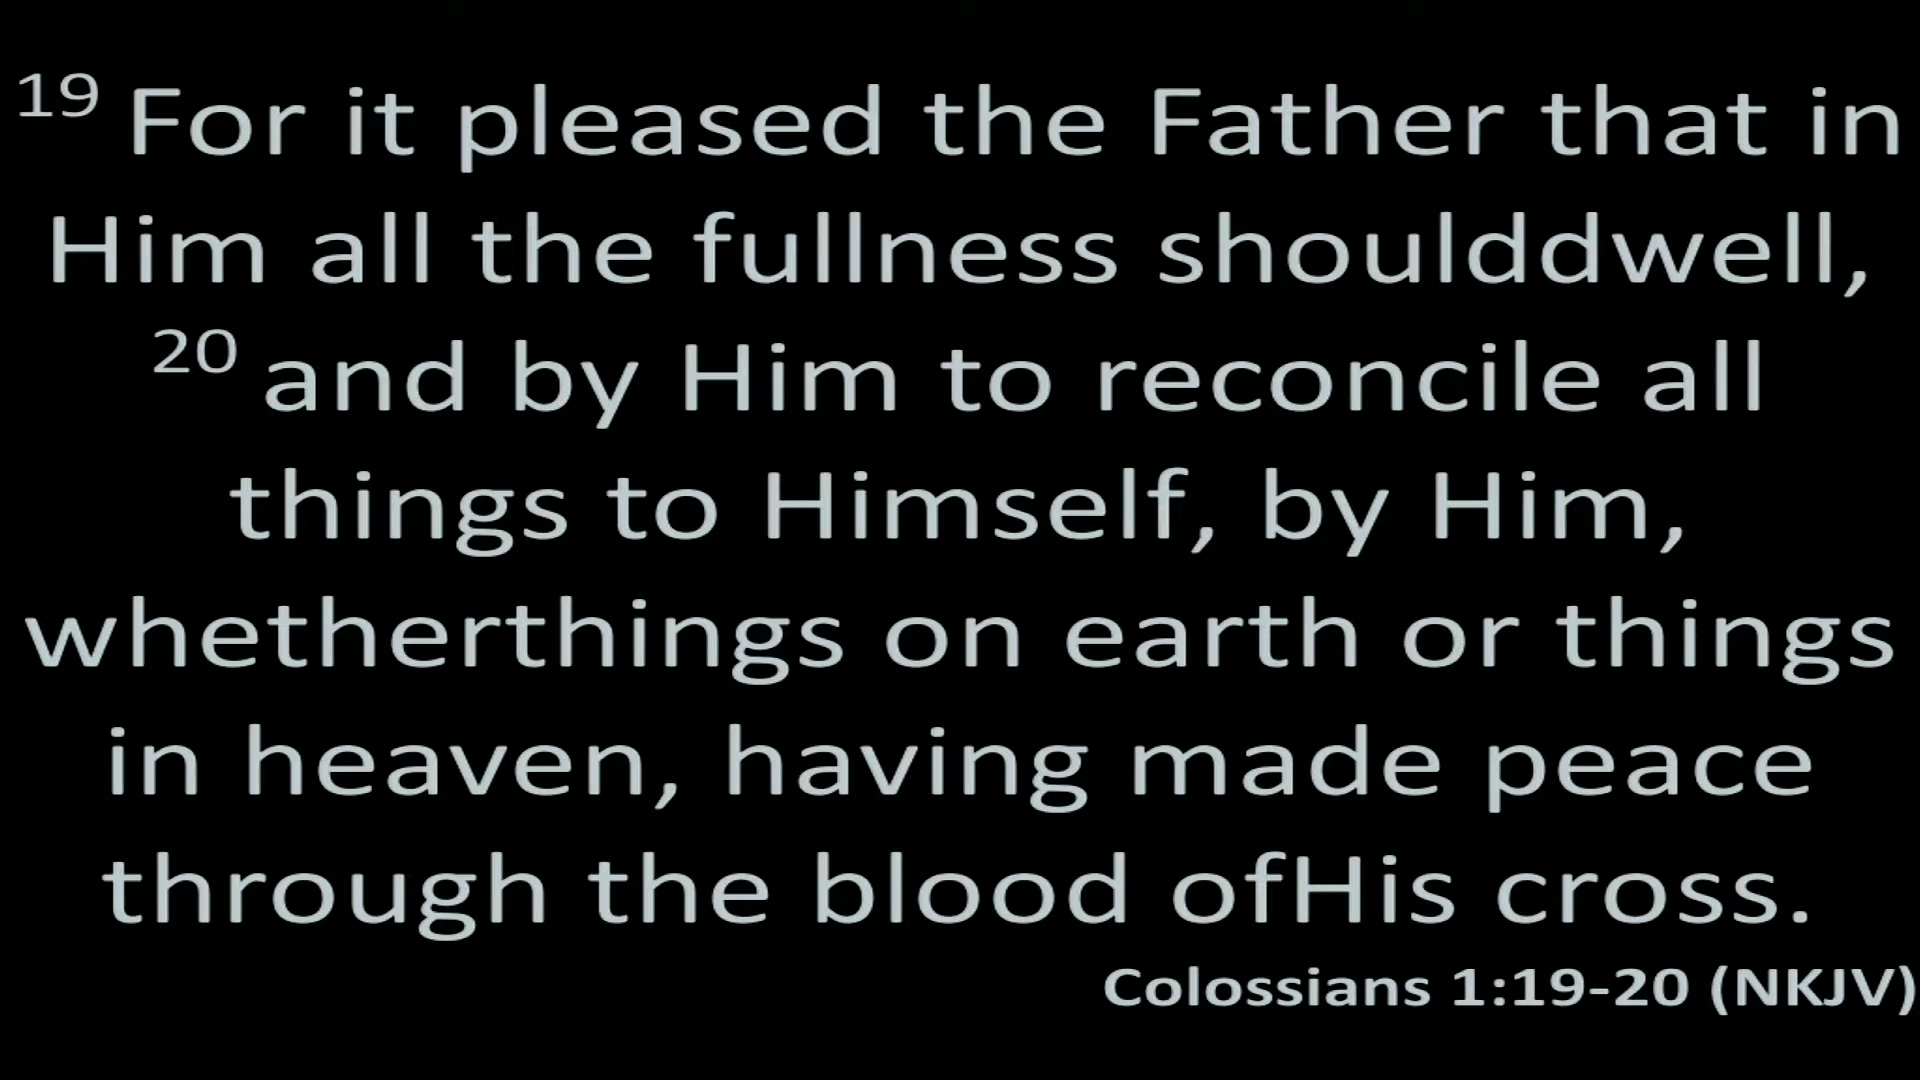 19 For it pleased the Father that in
Him all the fullness shoulddwell,
20 and by Him to reconcile all
things to Himself, by Him,
whetherthings on earth or things
in heaven, having made peace
through the blood ofHis cross.
Colossians 1:19-20 (NKJV)